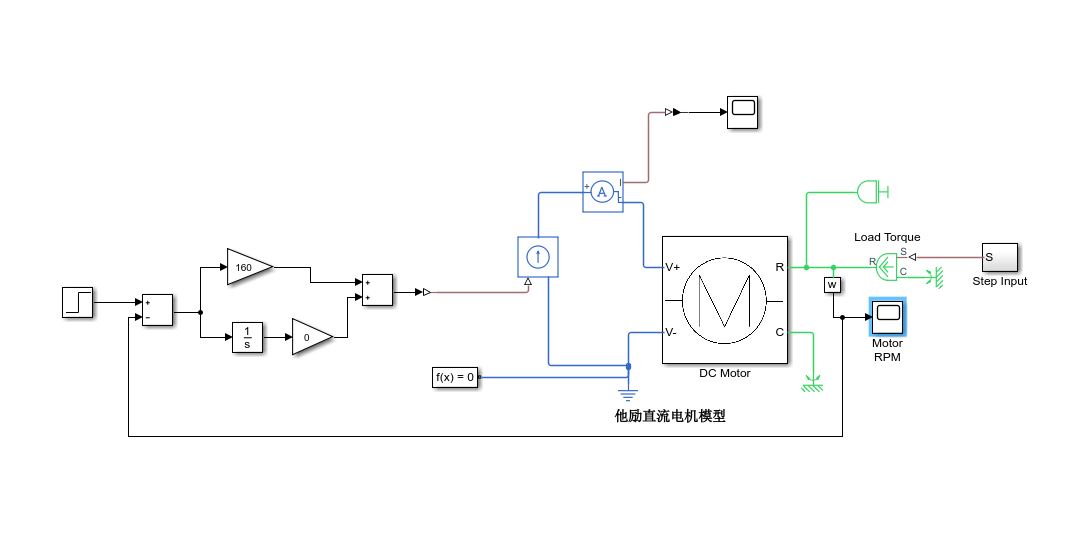 I
A
+
-
Load Torque
S
R
C
S
Step Input
160
V+
R
w
+
-
+
+
1
s
0
V-
C
Motor
RPM
f(x) = 0
DC Motor
他励直流电机模型